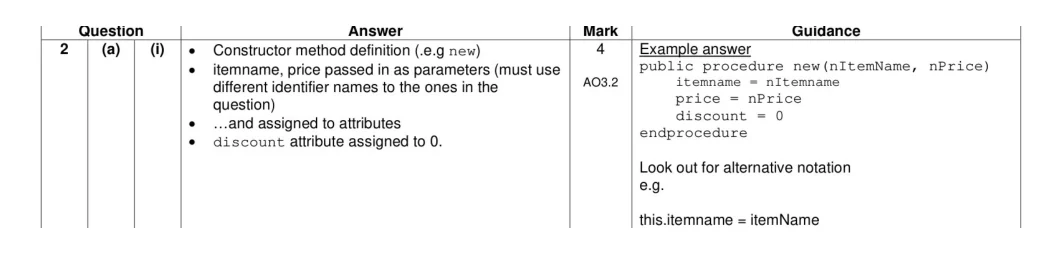 Question Answer Mark Guidance
2 (a) (i) • Constructor method definition (.e.g new) 4 Example answer
public procedure new(nItemName, nPrice)
• itemname, price passed in as parameters (must use AO3.2 itemname = nItemname
different identifier names to the ones in the price = nPrice
question) discount = 0
• …and assigned to attributes endprocedure
• discount attribute assigned to 0.
Look out for alternative notation
e.g.
this.itemname = itemName